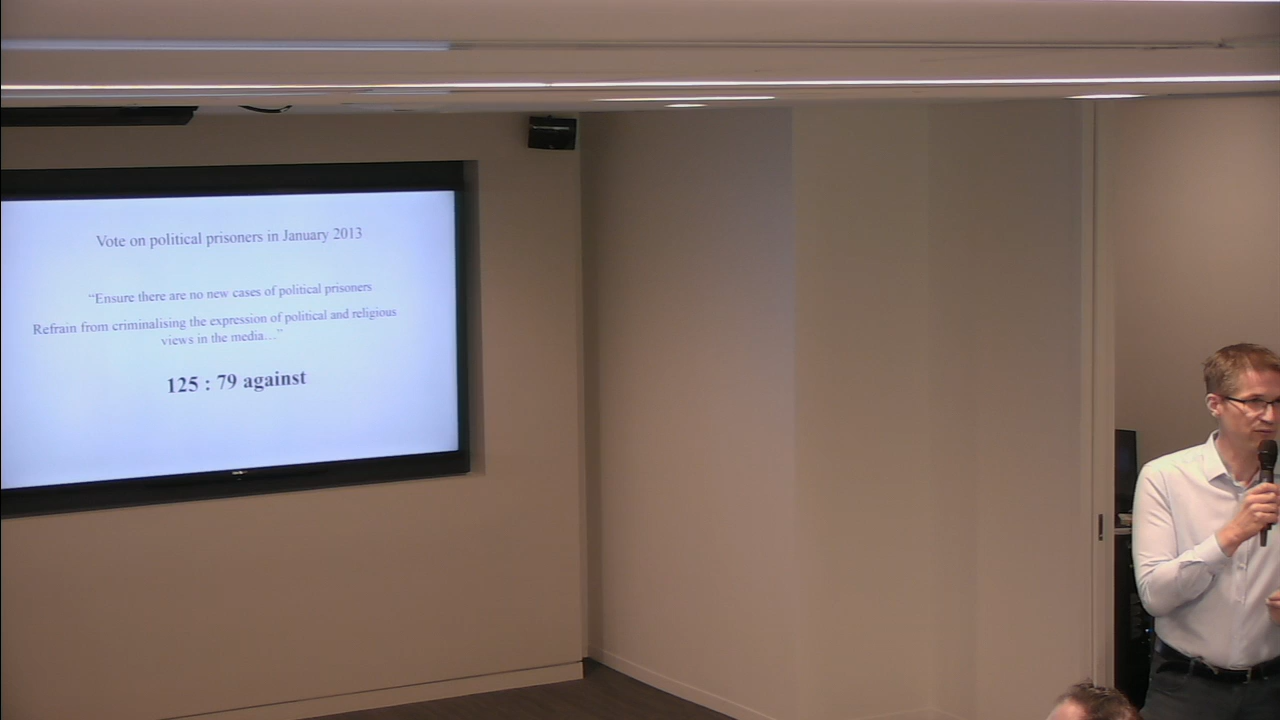 Vote on political prisoners in January 2013
“Ensure there are no new cases of political prisoners
Refrain from criminalising the expression of political and religious
views in the media…”
125 : 79 against